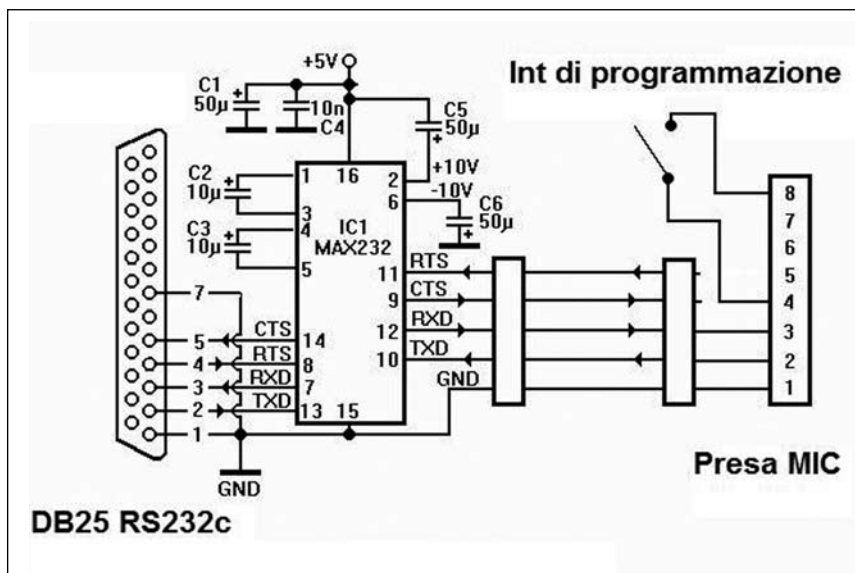 +5V
Int di programmazione
C1
50µ
10n
C4
C5
50µ
+10V
-10V
1
16
2
6
C2
10µ
3
4
C3
10µ
5
IC1
MAX232
C6
50µ
11
RTS
9
CTS
12
RXD
10
TXD
GND
8
7
6
5
4
3
2
1
7
5
CTS
14
4
RTS
8
3
RXD
7
2
TXD
13
15
1
GND
Presa MIC
DB25 RS232c